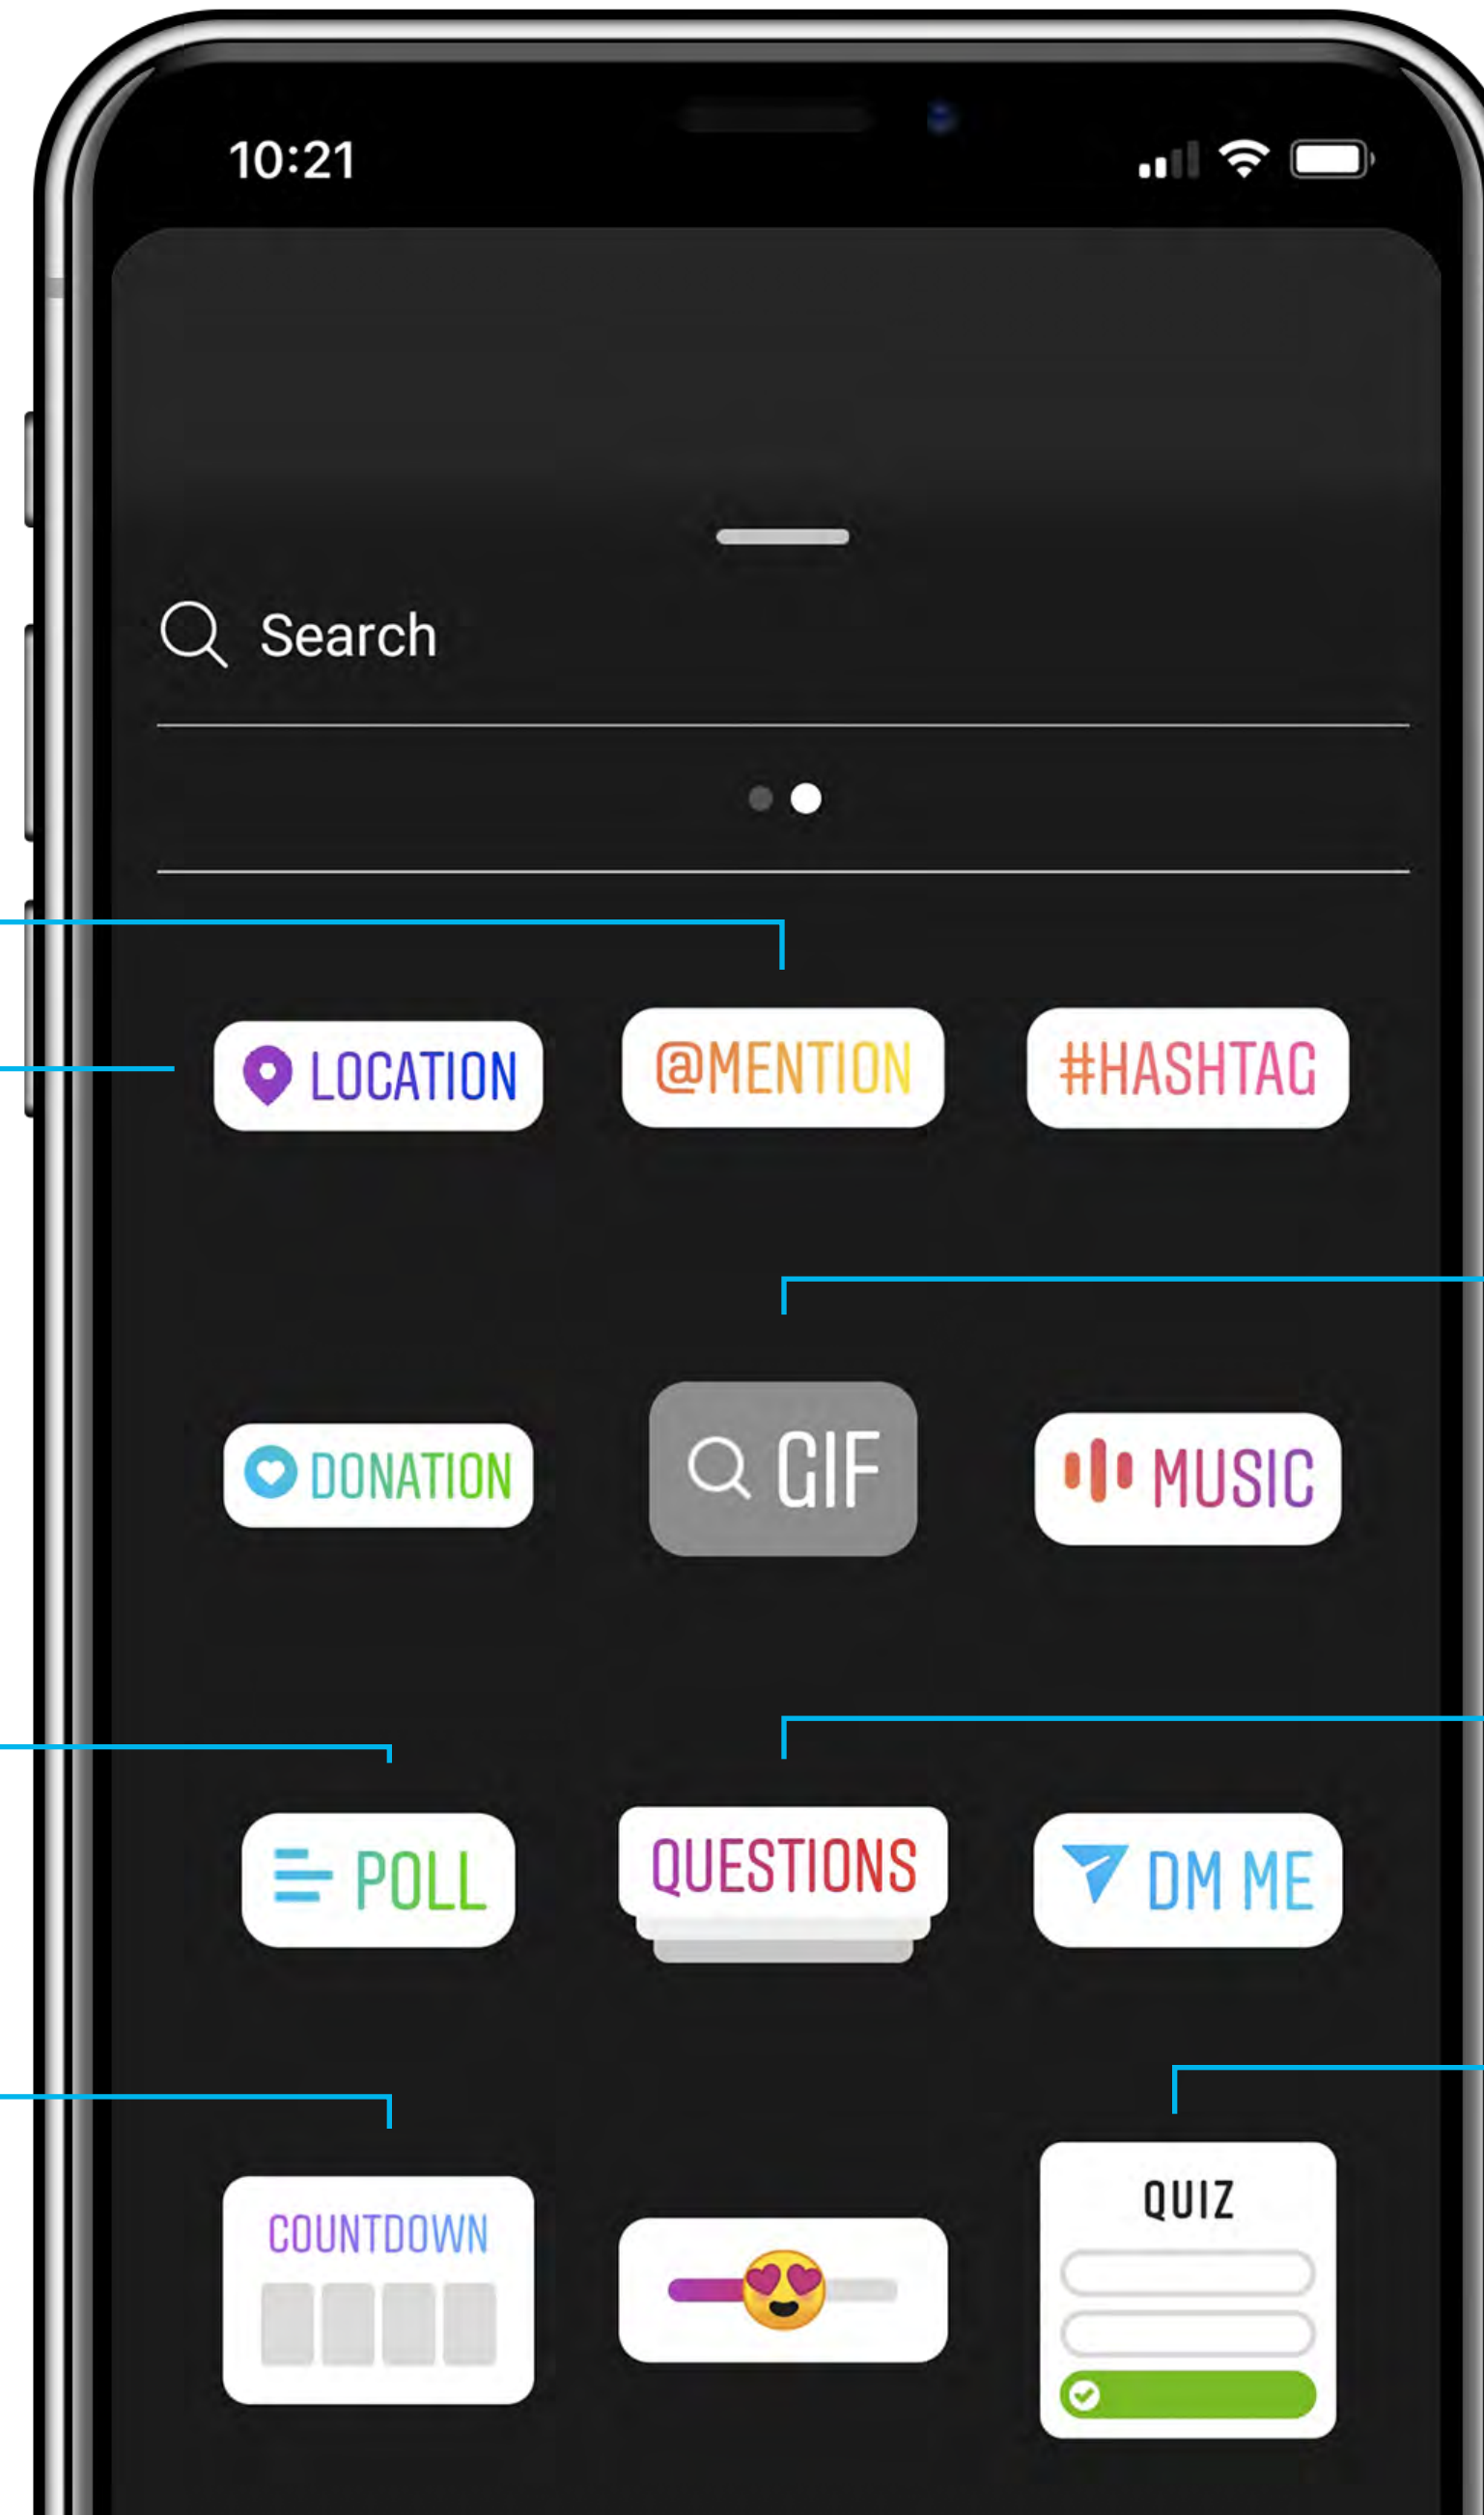 10:21
Search
LOCATION
@MENTION
#HASHTAG
DONATION
GIF
MUSIC
POLL
QUESTIONS
DM ME
COUNTDOWN
QUIZ